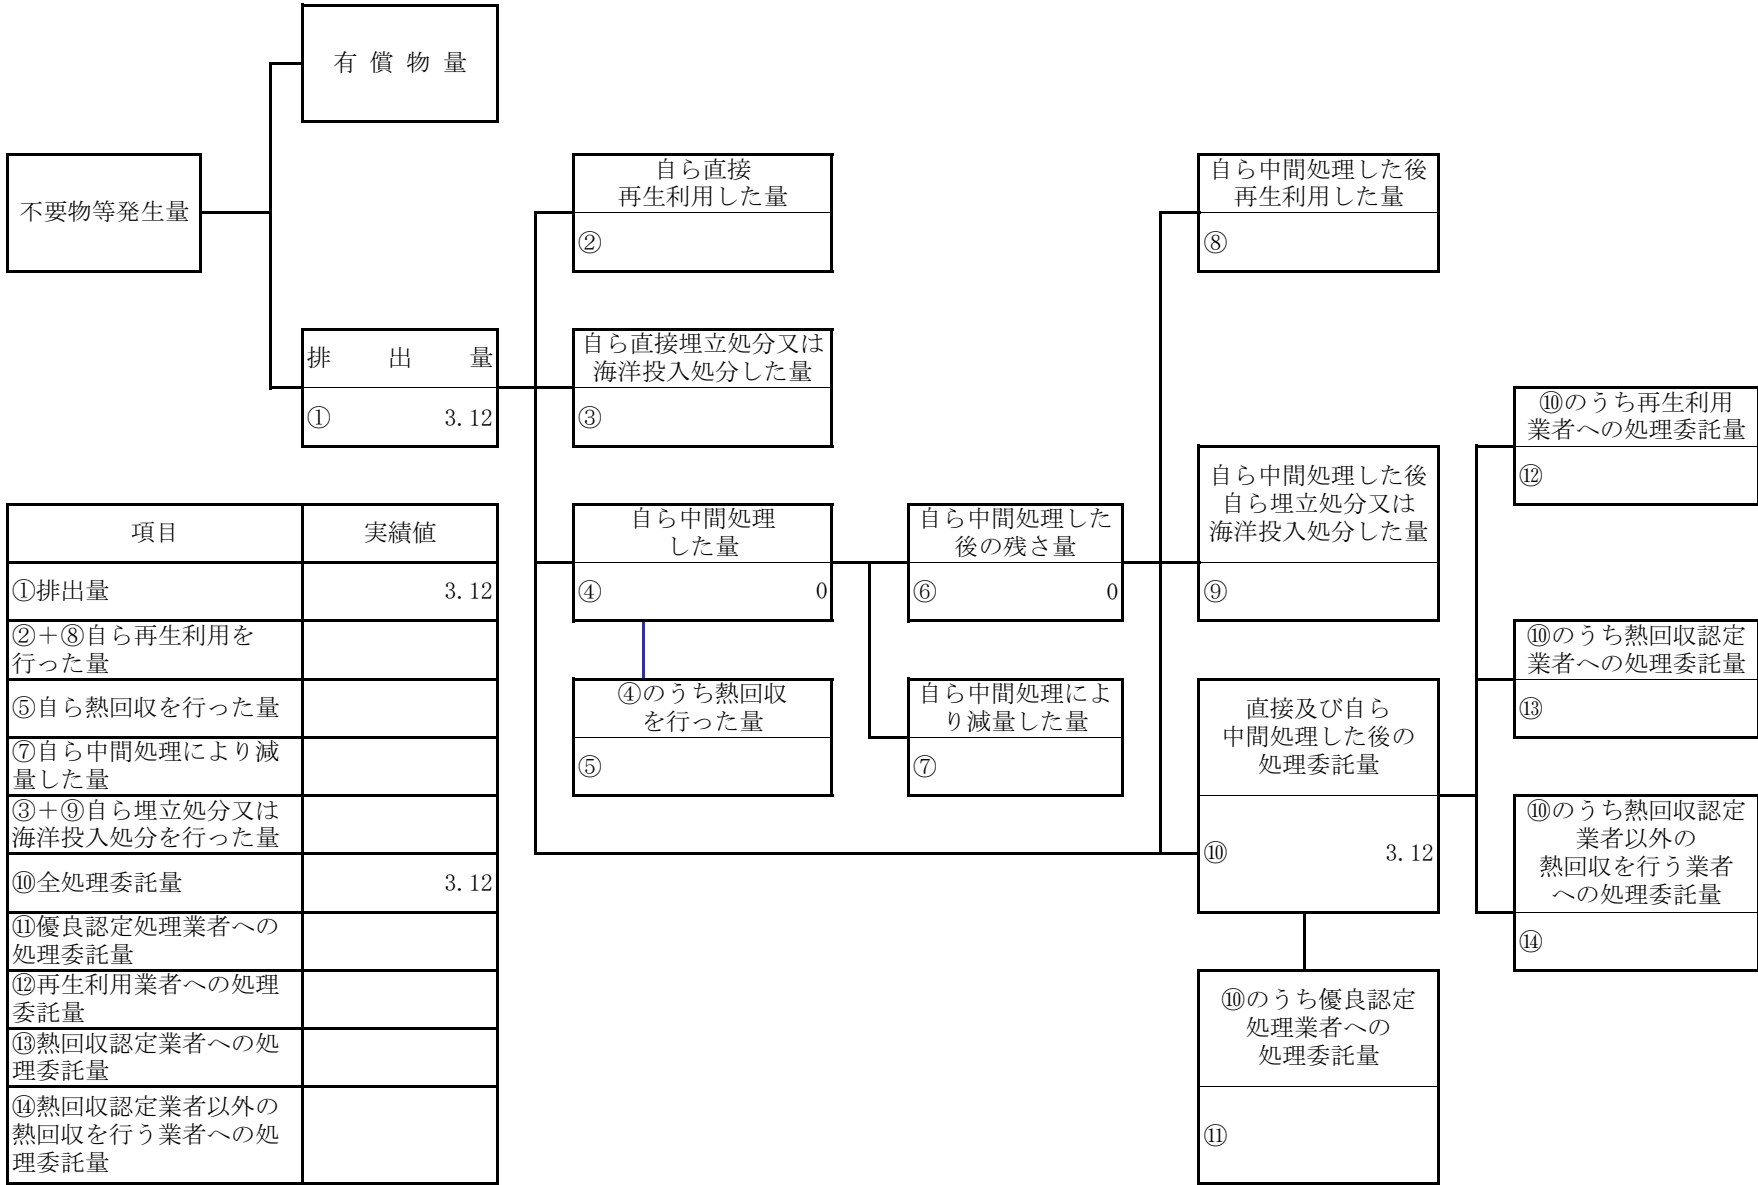 有償物量
不要物等発生量
自ら直接
再生利用した量
②
自ら中間処理した後
再生利用した量
⑧
排出量
① 3.12
自ら直接埋立処分又は
海洋投入処分した量
③
⑩のうち再生利用
業者への処理委託量
⑫
自ら中間処理した後
自ら埋立処分又は
海洋投入処分した量
⑨
自ら中間処理
した量
④ 0
自ら中間処理した
後の残さ量
⑥ 0
⑩のうち熱回収認定
業者への処理委託量
⑬
④のうち熱回収
を行った量
⑤
自ら中間処理によ
り減量した量
⑦
直接及び自ら
中間処理した後の
処理委託量
⑩ 3.12
⑩のうち熱回収認定
業者以外の
熱回収を行う業者
への処理委託量
⑭
⑩のうち優良認定
処理業者への
処理委託量
⑪
項目 実績値
①排出量 3.12
②＋⑧自ら再生利用を
行った量
⑤自ら熱回収を行った量
⑦自ら中間処理により減
量した量
③＋⑨自ら埋立処分又は
海洋投入処分を行った量
⑩全処理委託量 3.12
⑪優良認定処理業者への
処理委託量
⑫再生利用業者への処理
委託量
⑬熱回収認定業者への処
理委託量
⑭熱回収認定業者以外の
熱回収を行う業者への処
理委託量